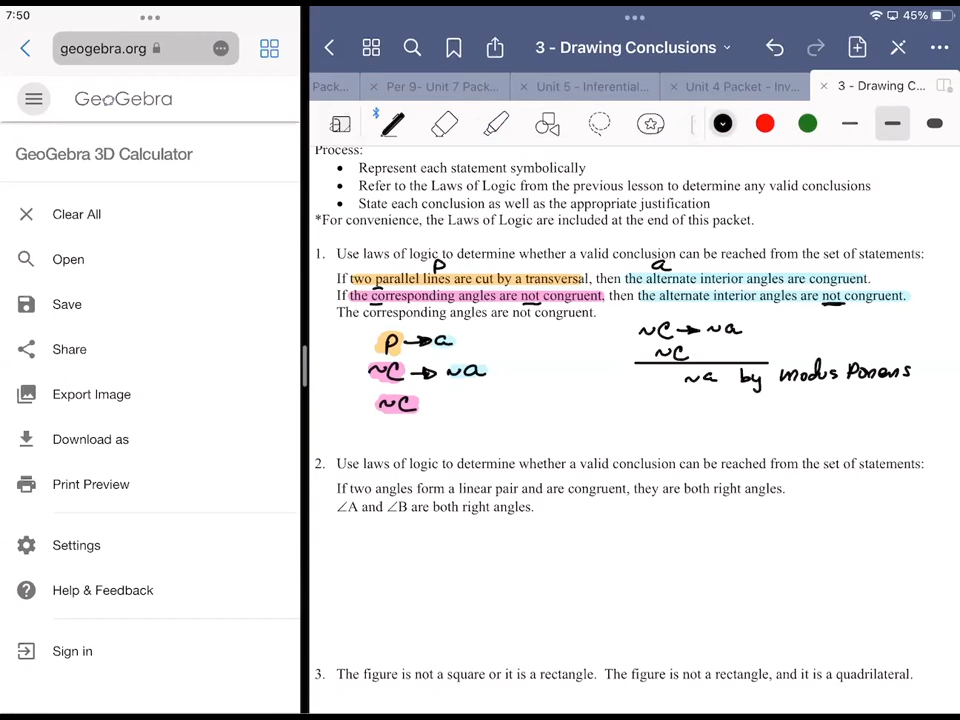 7:50
45%
geogebra.org
3 - Drawing Conclusions
GeoGebra
Pack...
Per 9- Unit 7 Pack...
Unit 5 - Inferential...
Unit 4 Packet - Inv...
3 - Drawing C...
GeoGebra 3D Calculator
Clear All
Open
Save
Share
Export Image
Download as
Print Preview
Settings
Help & Feedback
Sign in
Process:
• Represent each statement symbolically
• Refer to the Laws of Logic from the previous lesson to determine any valid conclusions
• State each conclusion as well as the appropriate justification
*For convenience, the Laws of Logic are included at the end of this packet.
1. Use laws of logic to determine whether a valid conclusion can be reached from the set of statements:
p a
If two parallel lines are cut by a transversal, then the alternate interior angles are congruent.
If the corresponding angles are not congruent, then the alternate interior angles are not congruent.
The corresponding angles are not congruent.
p → a
~C → ~a
~C
~C → ~a
~C
~a by modus Ponens
2. Use laws of logic to determine whether a valid conclusion can be reached from the set of statements:
If two angles form a linear pair and are congruent, they are both right angles.
∠A and ∠B are both right angles.
3. The figure is not a square or it is a rectangle. The figure is not a rectangle, and it is a quadrilateral.